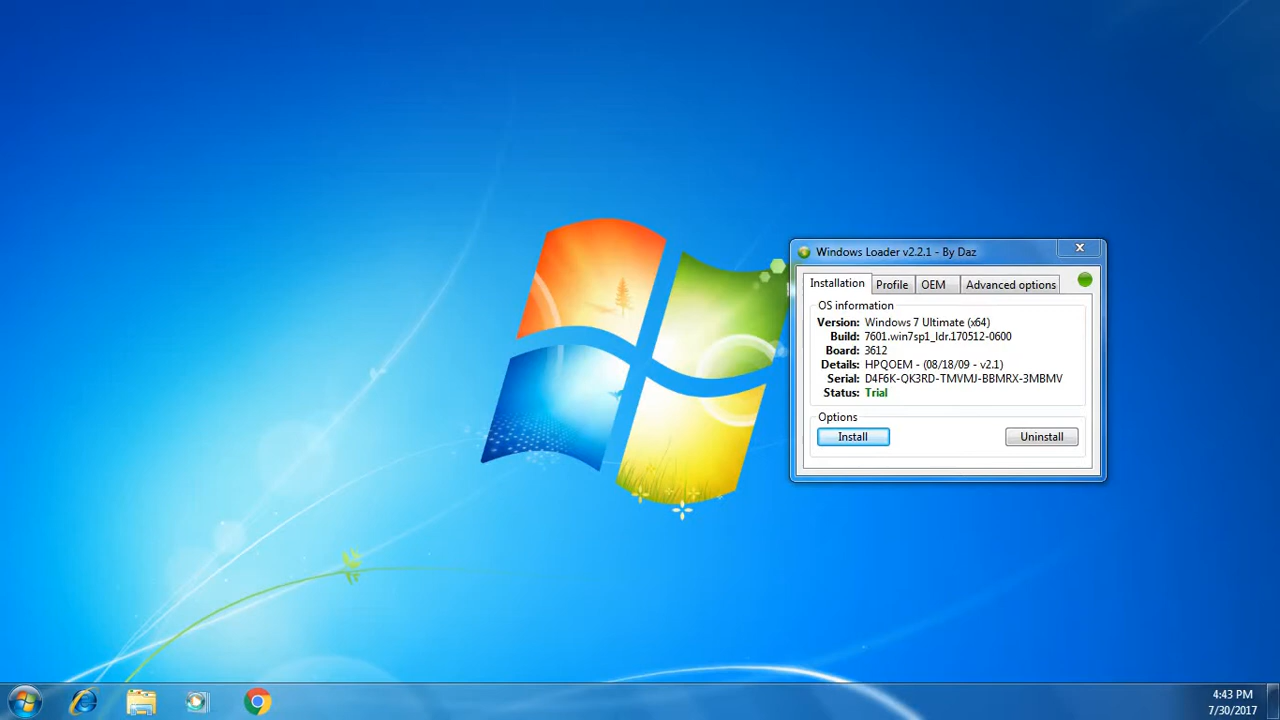 Windows Loader v2.2.1 - By Daz
Installation Profile OEM Advanced options
OS information
Version: Windows 7 Ultimate (x64)
Build: 7601.win7sp1_ldr.170512-0600
Board: 3612
Details: HPQOEM - (08/18/09 - v2.1)
Serial: D4F6K-QK3RD-TMVMJ-BBMRX-3MBMV
Status: Trial
Options
Install Uninstall
4:43 PM
7/30/2017